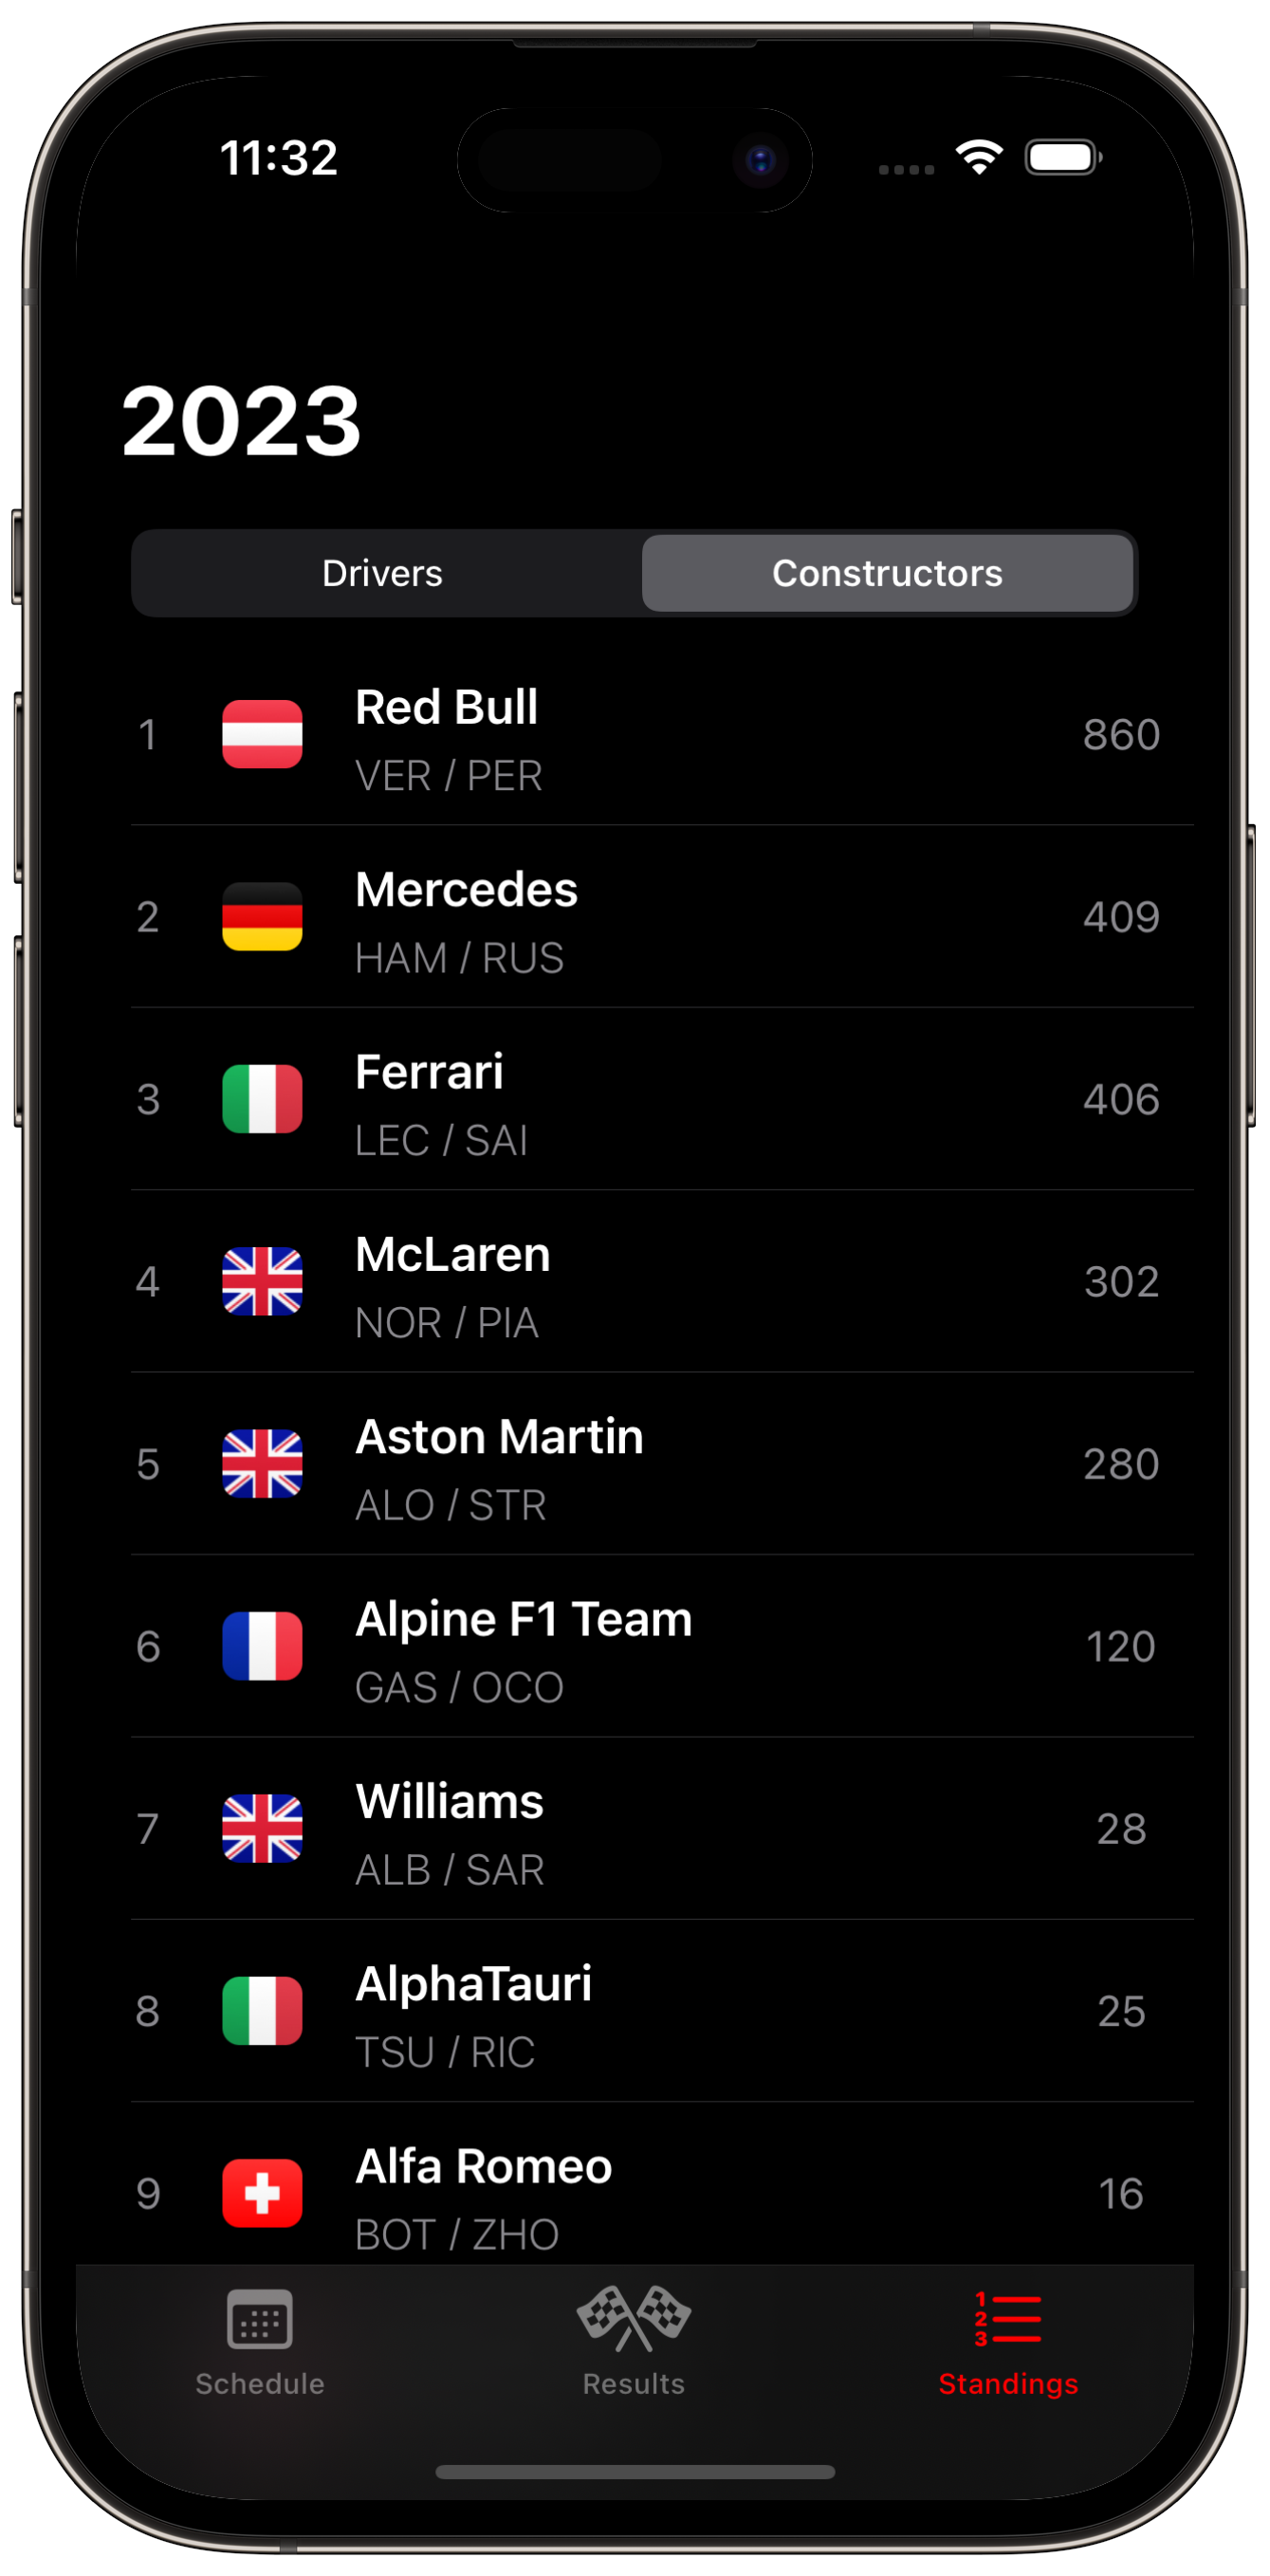 11:32
2023
Drivers Constructors
1 Red Bull 860
VER / PER
2 Mercedes 409
HAM / RUS
3 Ferrari 406
LEC / SAI
4 McLaren 302
NOR / PIA
5 Aston Martin 280
ALO / STR
6 Alpine F1 Team 120
GAS / OCO
7 Williams 28
ALB / SAR
8 AlphaTauri 25
TSU / RIC
9 Alfa Romeo 16
BOT / ZHO
1
2
3
Schedule Results Standings